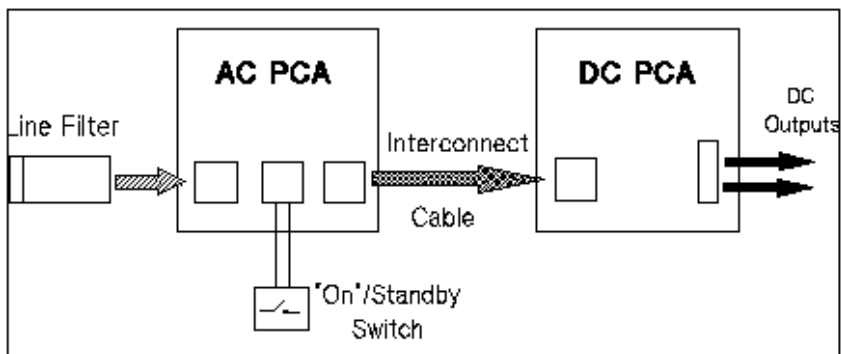 AC PCA
DC PCA
DC
Outputs
Line Filter
Interconnect
Cable
"On"/Standby
Switch